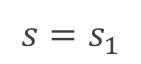 s = s₁